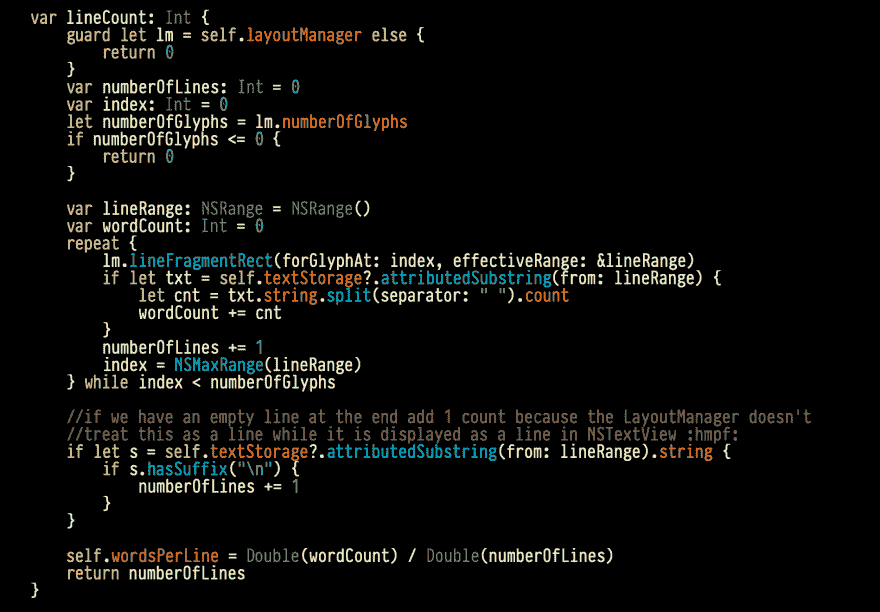 var lineCount: Int {
    guard let lm = self.layoutManager else {
        return 0
    }
    var numberOfLines: Int = 0
    var index: Int = 0
    let numberOfGlyphs = lm.numberOfGlyphs
    if numberOfGlyphs <= 0 {
        return 0
    }

    var lineRange: NSRange = NSRange()
    var wordCount: Int = 0
    repeat {
        lm.lineFragmentRect(forGlyphAt: index, effectiveRange: &lineRange)
        if let txt = self.textStorage?.attributedSubstring(from: lineRange) {
            let cnt = txt.string.split(separator: " ").count
            wordCount += cnt
        }
        numberOfLines += 1
        index = NSMaxRange(lineRange)
    } while index < numberOfGlyphs

    //if we have an empty line at the end add 1 count because the LayoutManager doesn't
    //treat this as a line while it is displayed as a line in NSTextView :hmpf:
    if let s = self.textStorage?.attributedSubstring(from: lineRange).string {
        if s.hasSuffix("\n") {
            numberOfLines += 1
        }
    }

    self.wordsPerLine = Double(wordCount) / Double(numberOfLines)
    return numberOfLines
}